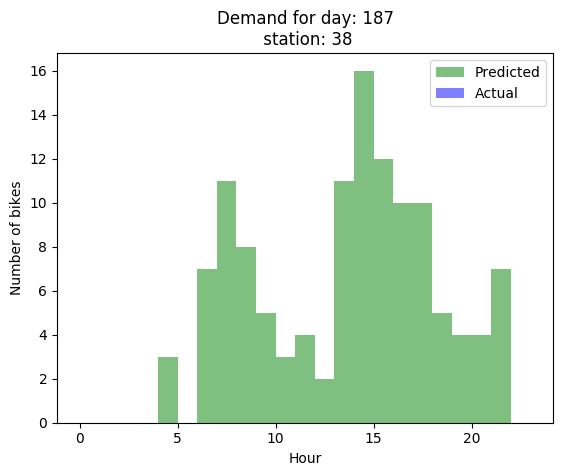 Demand for day: 187
station: 38
Predicted
Actual
Number of bikes
16
14
12
10
8
6
4
2
0
0 5 10 15 20
Hour